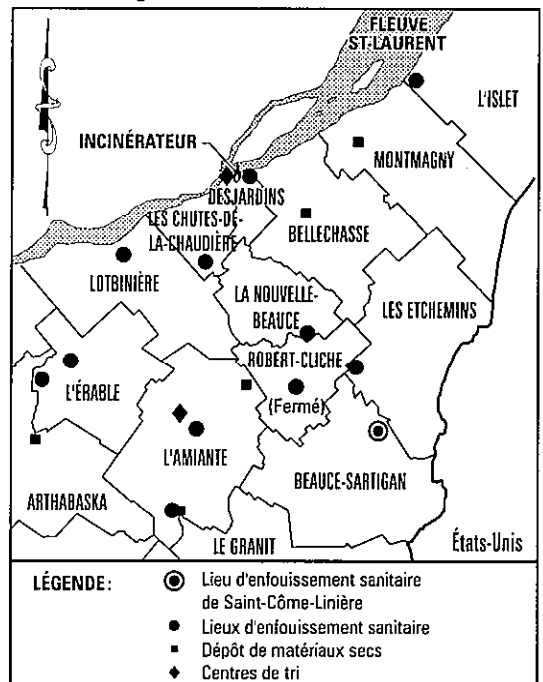 FLEUVE
ST-LAURENT
L'ISLET
INCINÉRATEUR
MONTMAGNY
DESJARDINS
LES CHUTES-DE-
LA-CHAUDIÈRE
BELLECHASSE
LOTBINIÈRE
LA NOUVELLE-
BEAUCE
LES ETCHEMINS
ROBERT-CLICHE
(Fermé)
L'ÉRABLE
L'AMIANTE
BEAUCE-SARTIGAN
ARTHABASKA
LE GRANIT
États-Unis
LÉGENDE:
Lieu d'enfouissement sanitaire
de Saint-Côme-Linière
Lieux d'enfouissement sanitaire
Dépôt de matériaux secs
Centres de tri